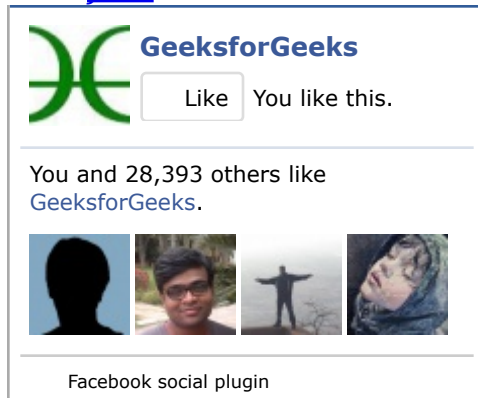 GeeksforGeeks
Like You like this.
You and 28,393 others like
GeeksforGeeks.
Facebook social plugin